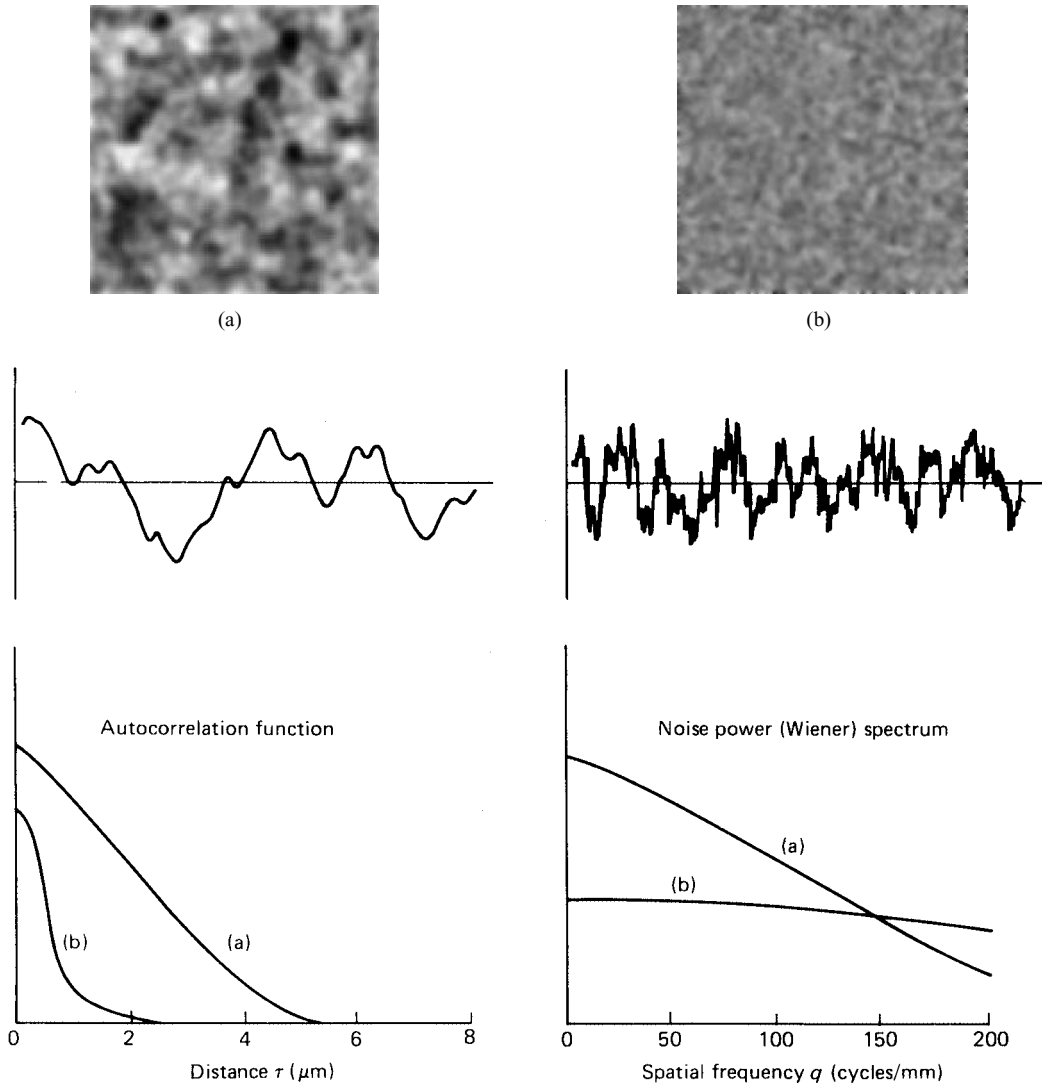 (a)
(b)
Autocorrelation function
(b)
(a)
0
2
4
6
8
Distance τ (μm)
Noise power (Wiener) spectrum
(a)
(b)
0
50
100
150
200
Spatial frequency q (cycles/mm)